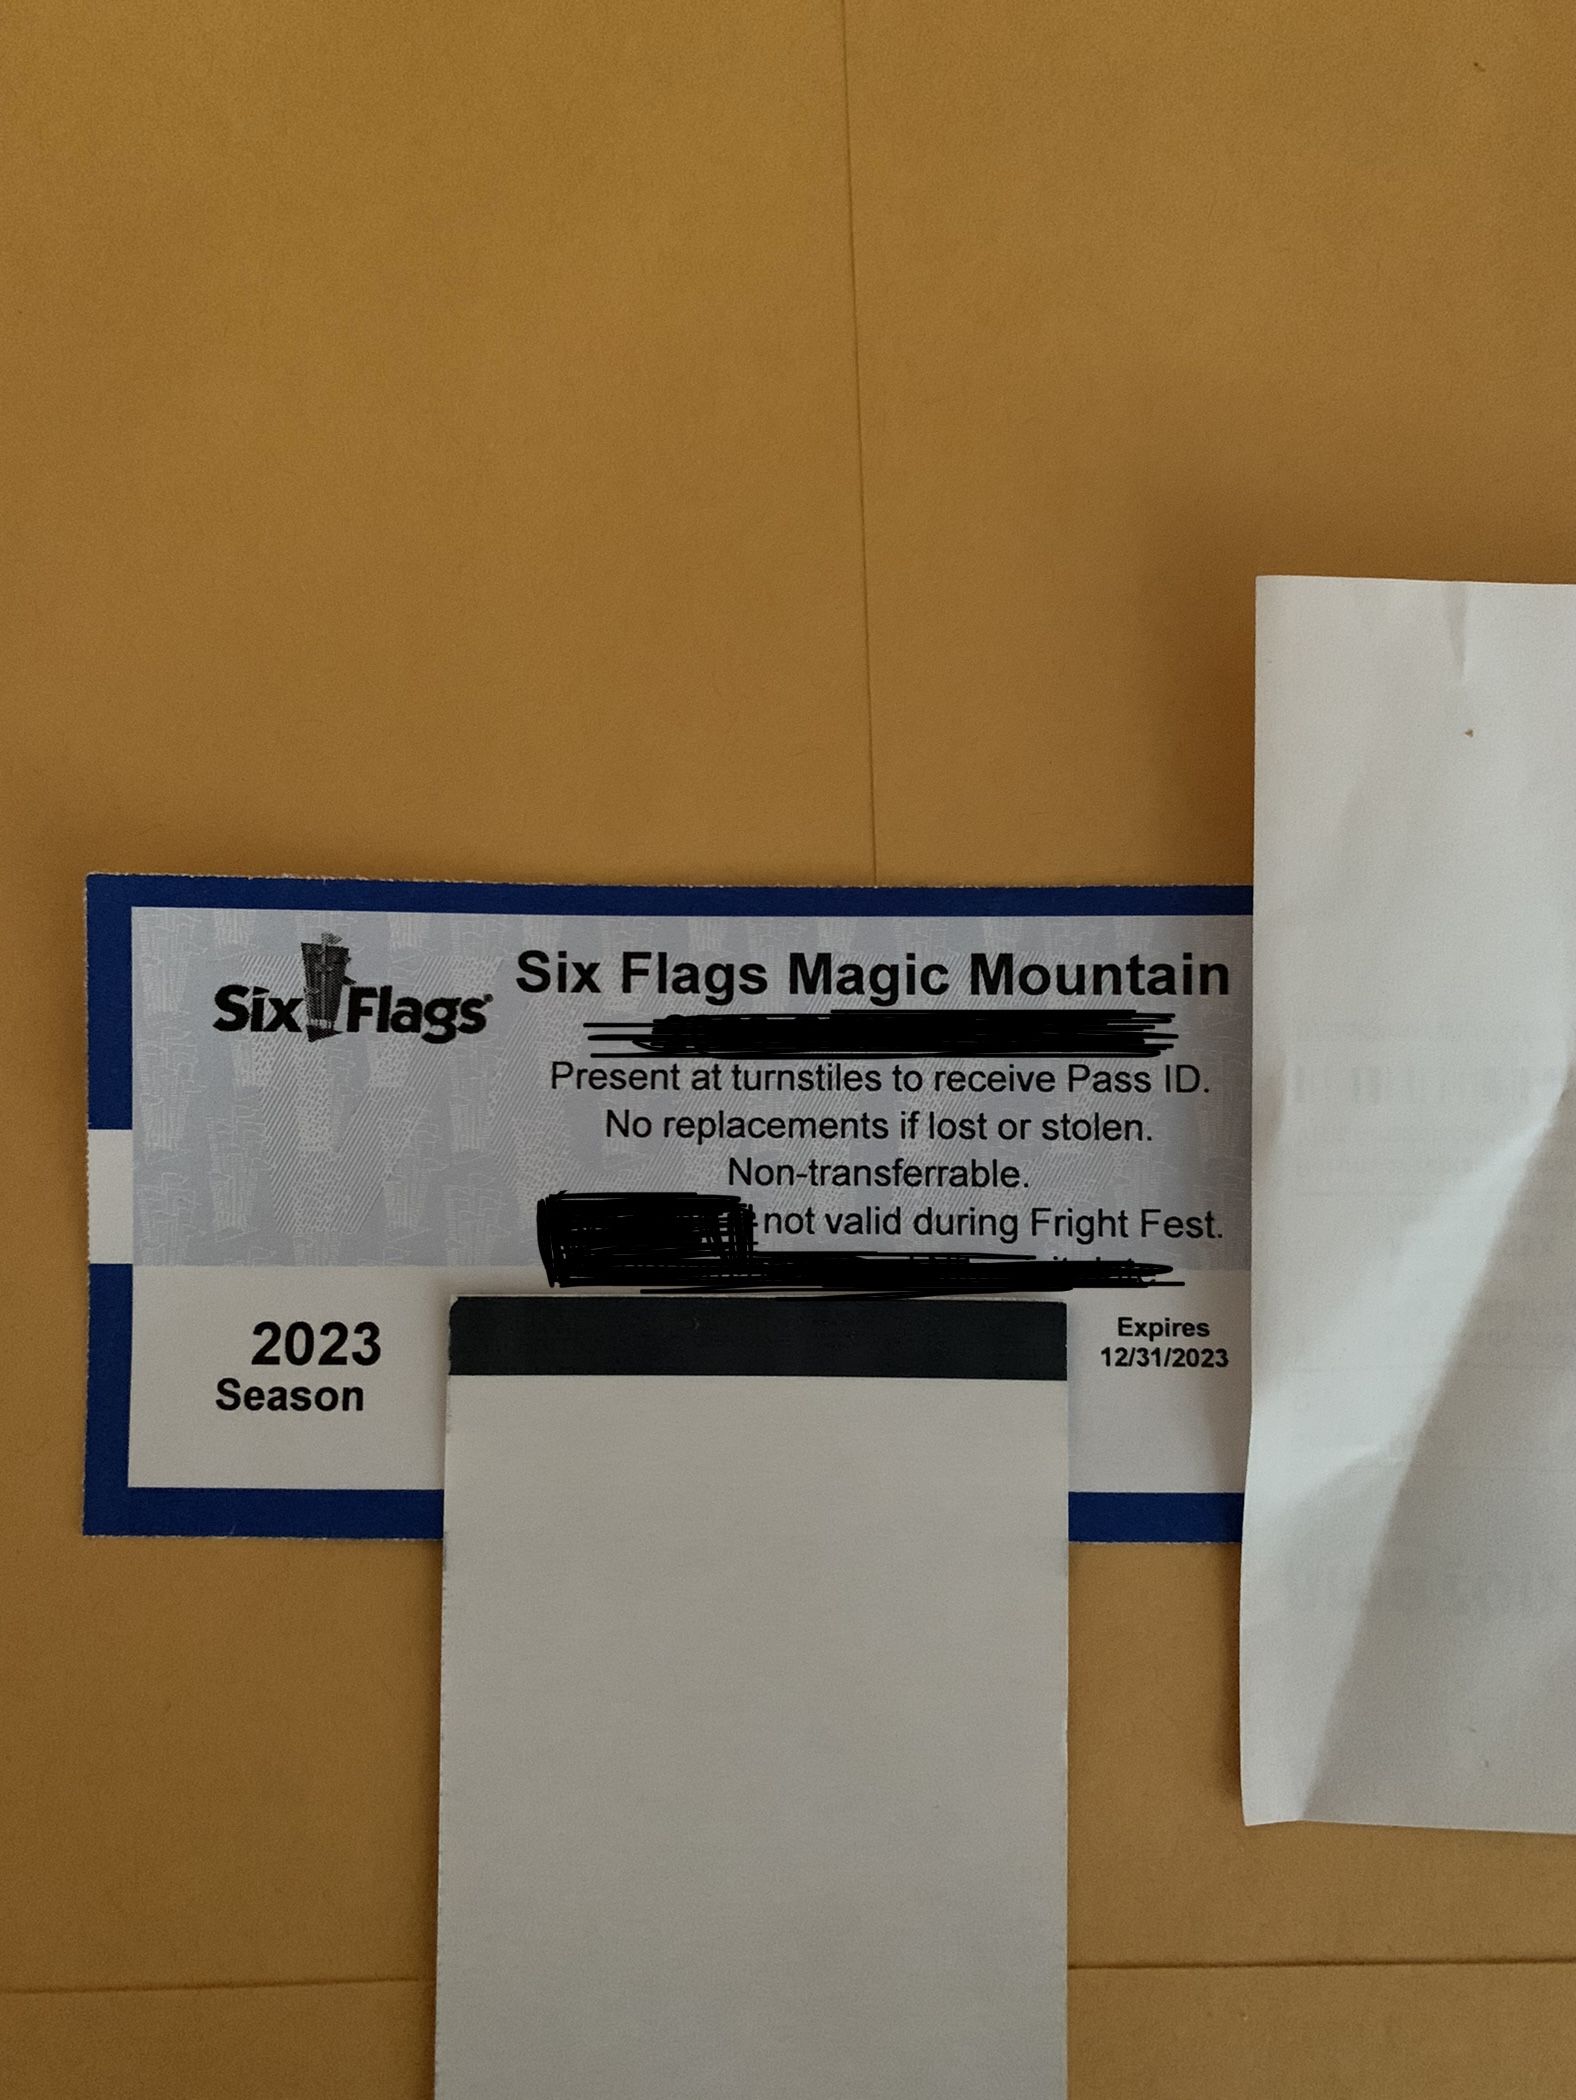 Six Flags
Six Flags Magic Mountain
Present at turnstiles to receive Pass ID.
No replacements if lost or stolen.
Non-transferrable.
not valid during Fright Fest.
2023
Season
Expires
12/31/2023